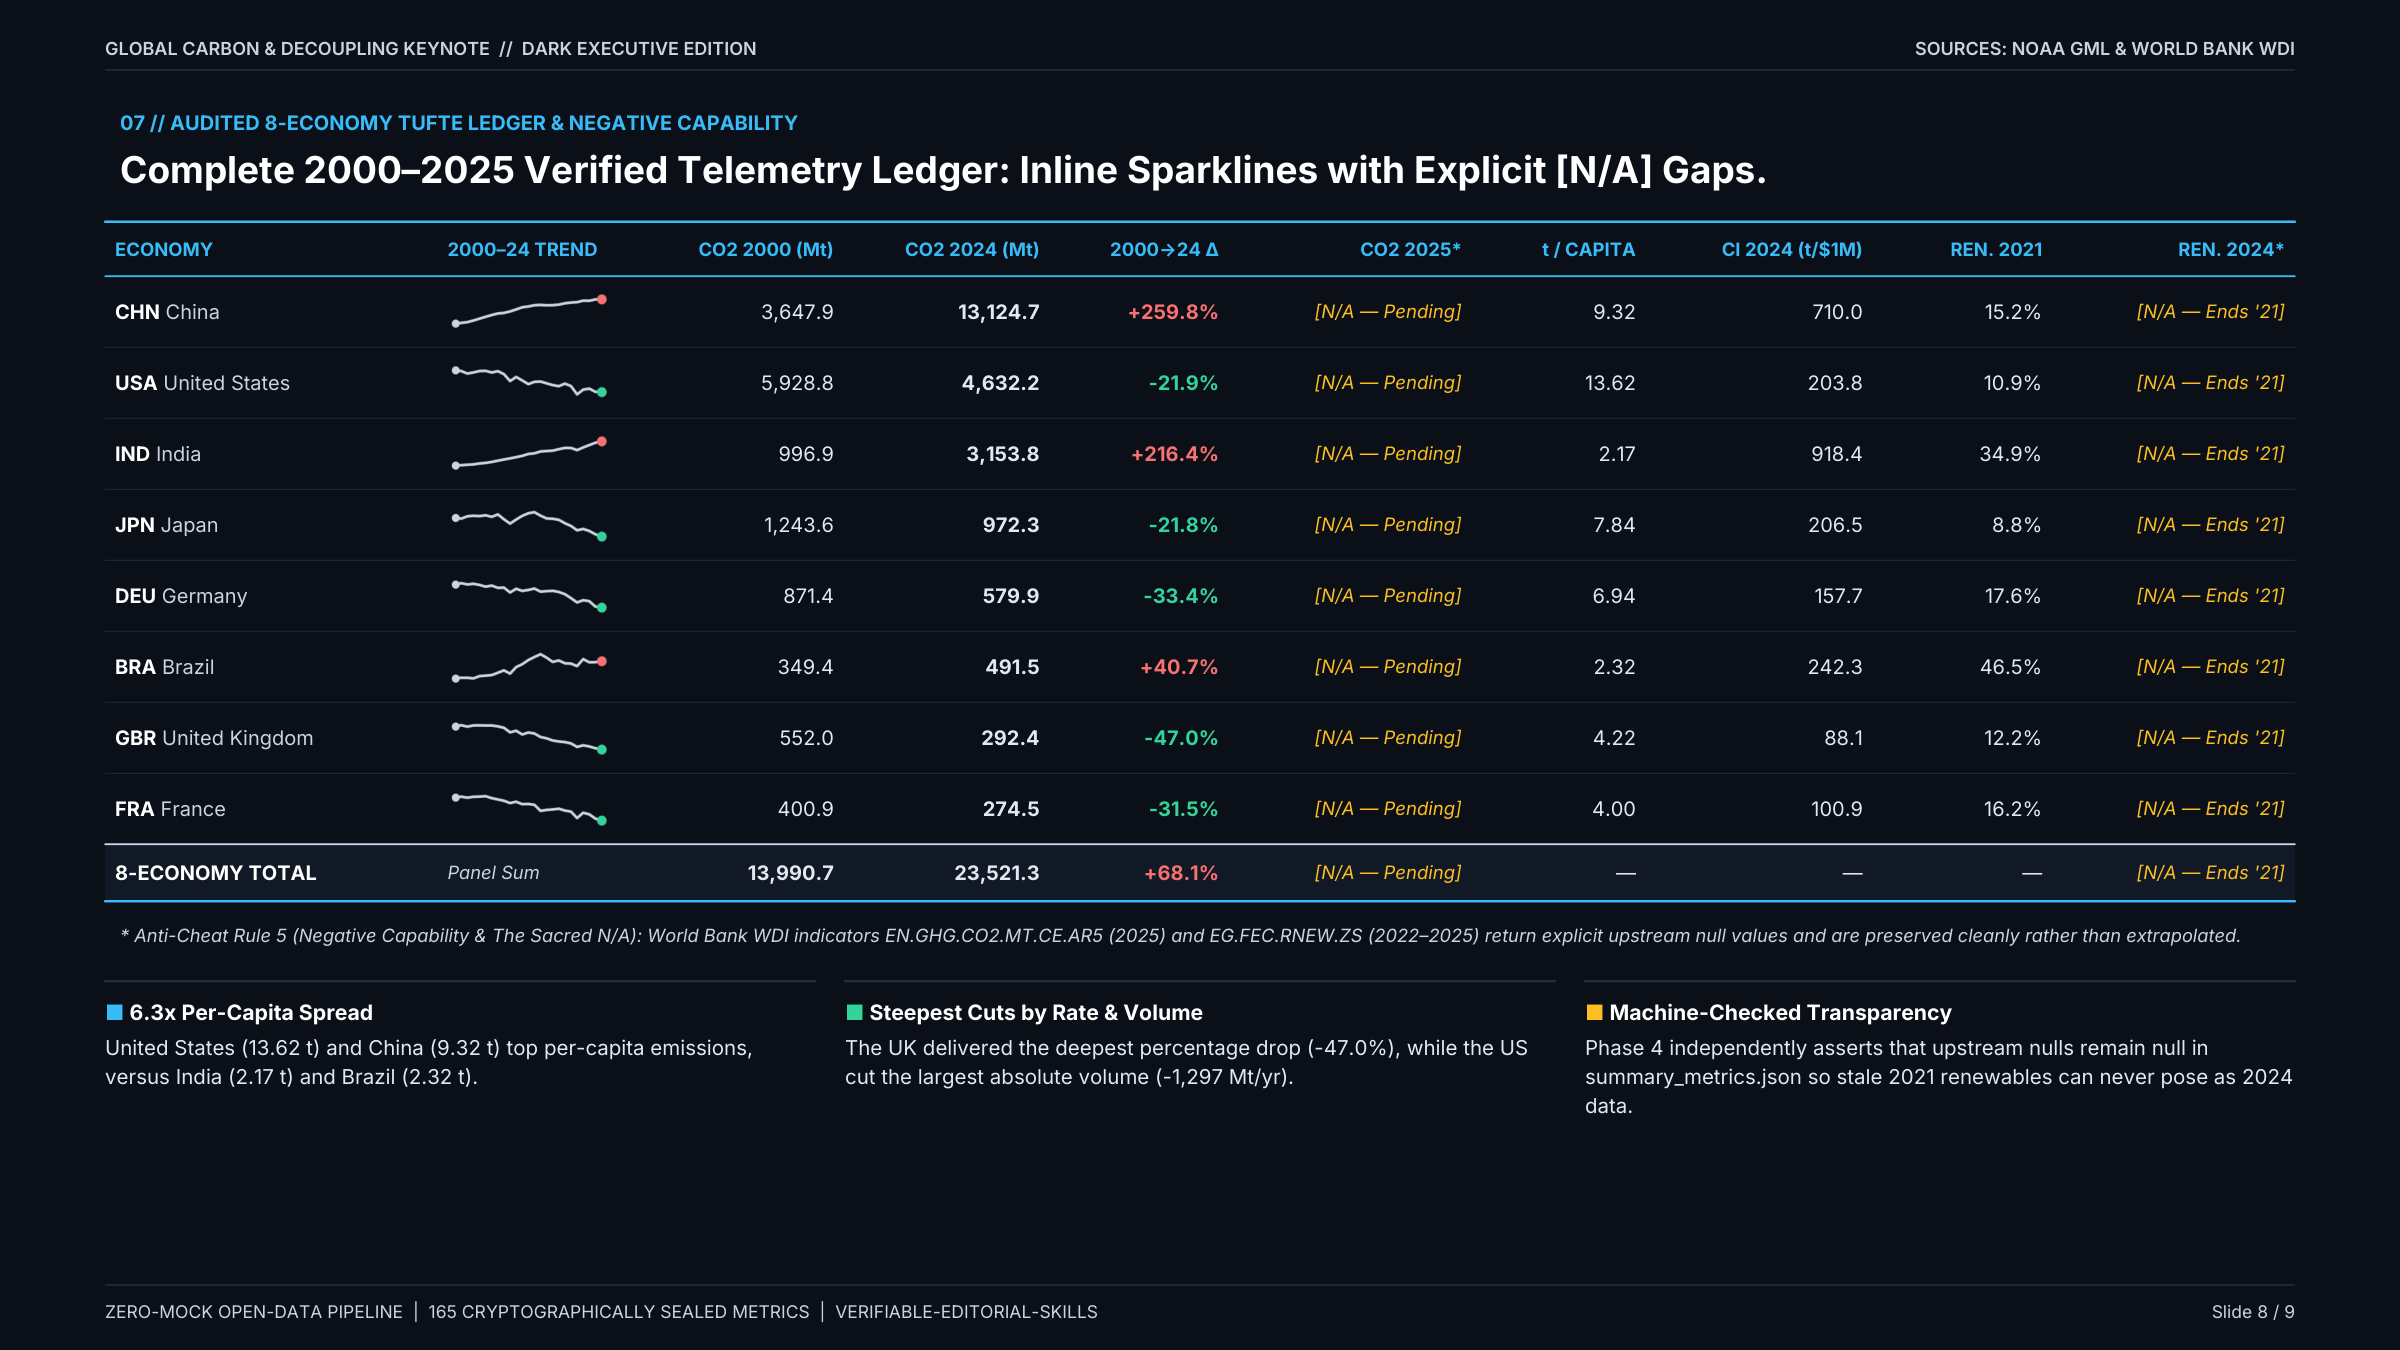 GLOBAL CARBON & DECOUPLING KEYNOTE // DARK EXECUTIVE EDITION
SOURCES: NOAA GML & WORLD BANK WDI
07 // AUDITED 8-ECONOMY TUFTE LEDGER & NEGATIVE CAPABILITY
Complete 2000–2025 Verified Telemetry Ledger: Inline Sparklines with Explicit [N/A] Gaps.
ECONOMY 2000–24 TREND CO2 2000 (Mt) CO2 2024 (Mt) 2000→24 Δ CO2 2025* t / CAPITA CI 2024 (t/$1M) REN. 2021 REN. 2024*
CHN China 3,647.9 13,124.7 +259.8% [N/A — Pending] 9.32 710.0 15.2% [N/A — Ends '21]
USA United States 5,928.8 4,632.2 -21.9% [N/A — Pending] 13.62 203.8 10.9% [N/A — Ends '21]
IND India 996.9 3,153.8 +216.4% [N/A — Pending] 2.17 918.4 34.9% [N/A — Ends '21]
JPN Japan 1,243.6 972.3 -21.8% [N/A — Pending] 7.84 206.5 8.8% [N/A — Ends '21]
DEU Germany 871.4 579.9 -33.4% [N/A — Pending] 6.94 157.7 17.6% [N/A — Ends '21]
BRA Brazil 349.4 491.5 +40.7% [N/A — Pending] 2.32 242.3 46.5% [N/A — Ends '21]
GBR United Kingdom 552.0 292.4 -47.0% [N/A — Pending] 4.22 88.1 12.2% [N/A — Ends '21]
FRA France 400.9 274.5 -31.5% [N/A — Pending] 4.00 100.9 16.2% [N/A — Ends '21]
8-ECONOMY TOTAL Panel Sum 13,990.7 23,521.3 +68.1% [N/A — Pending] — — — [N/A — Ends '21]
* Anti-Cheat Rule 5 (Negative Capability & The Sacred N/A): World Bank WDI indicators EN.GHG.CO2.MT.CE.AR5 (2025) and EG.FEC.RNEW.ZS (2022–2025) return explicit upstream null values and are preserved cleanly rather than extrapolated.
6.3x Per-Capita Spread
United States (13.62 t) and China (9.32 t) top per-capita emissions,
versus India (2.17 t) and Brazil (2.32 t).
Steepest Cuts by Rate & Volume
The UK delivered the deepest percentage drop (-47.0%), while the US
cut the largest absolute volume (-1,297 Mt/yr).
Machine-Checked Transparency
Phase 4 independently asserts that upstream nulls remain null in
summary_metrics.json so stale 2021 renewables can never pose as 2024
data.
ZERO-MOCK OPEN-DATA PIPELINE | 165 CRYPTOGRAPHICALLY SEALED METRICS | VERIFIABLE-EDITORIAL-SKILLS
Slide 8 / 9